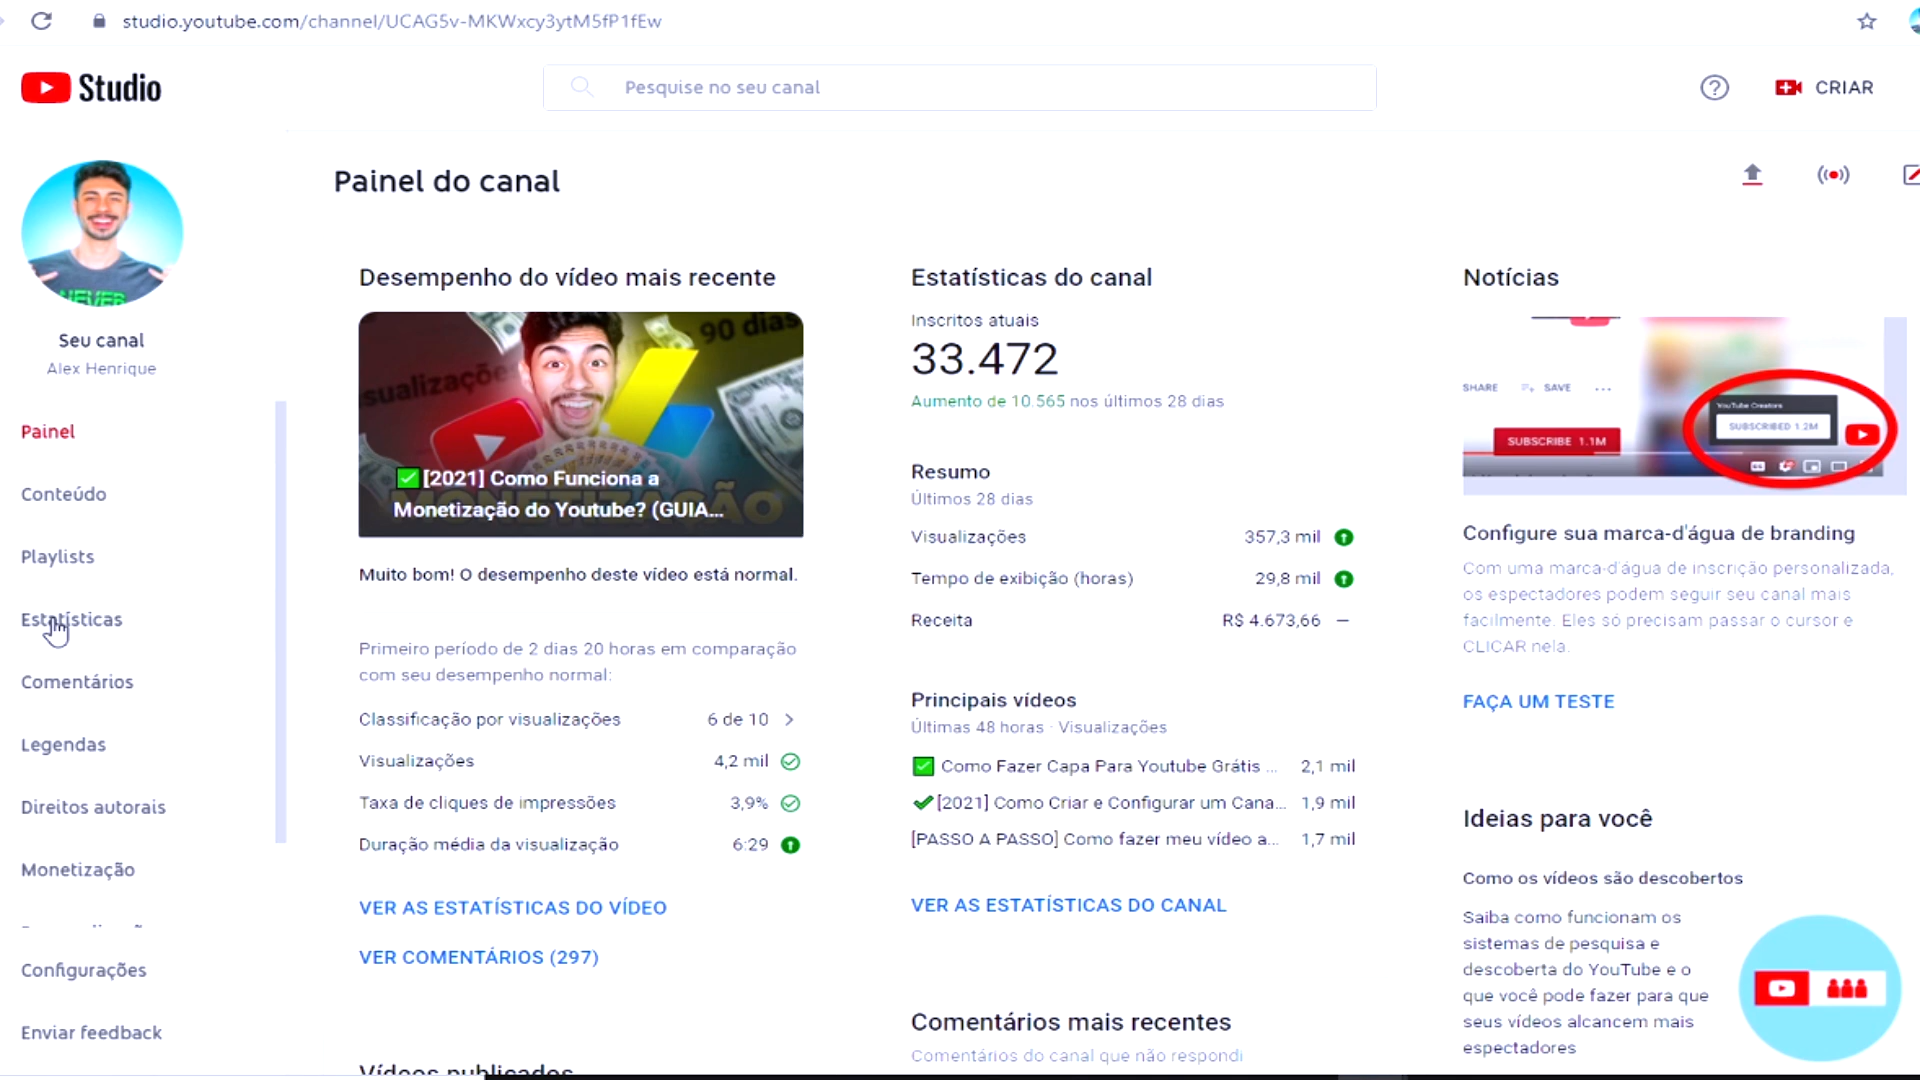 studio.youtube.com/channel/UCAG5v-MKWxcy3ytM5fP1fEw
Studio
Pesquise no seu canal
CRIAR
Seu canal
Alex Henrique
Painel
Conteúdo
Playlists
Estatísticas
Comentários
Legendas
Direitos autorais
Monetização
Configurações
Enviar feedback
Painel do canal
Desempenho do vídeo mais recente
90 dias
[2021] Como Funciona a
Monetização do Youtube? (GUIA...
Muito bom! O desempenho deste vídeo está normal.
Primeiro período de 2 dias 20 horas em comparação
com seu desempenho normal:
Classificação por visualizações 6 de 10
Visualizações 4,2 mil
Taxa de cliques de impressões 3,9%
Duração média da visualização 6:29
VER AS ESTATÍSTICAS DO VÍDEO
VER COMENTÁRIOS (297)
Vídeos publicados
Estatísticas do canal
Inscritos atuais
33.472
Aumento de 10.565 nos últimos 28 dias
Resumo
Últimos 28 dias
Visualizações 357,3 mil
Tempo de exibição (horas) 29,8 mil
Receita R$ 4.673,66 —
Principais vídeos
Últimas 48 horas · Visualizações
Como Fazer Capa Para Youtube Grátis ... 2,1 mil
[2021] Como Criar e Configurar um Cana... 1,9 mil
[PASSO A PASSO] Como fazer meu vídeo a... 1,7 mil
VER AS ESTATÍSTICAS DO CANAL
Comentários mais recentes
Comentários do canal que não respondi
Notícias
SHARE SAVE ...
YouTube Creators
SUBSCRIBED 1.2M
SUBSCRIBE 1.1M
Configure sua marca-d'água de branding
Com uma marca-d'água de inscrição personalizada,
os espectadores podem seguir seu canal mais
facilmente. Eles só precisam passar o cursor e
CLICAR nela.
FAÇA UM TESTE
Ideias para você
Como os vídeos são descobertos
Saiba como funcionam os
sistemas de pesquisa e
descoberta do YouTube e o
que você pode fazer para que
seus vídeos alcancem mais
espectadores